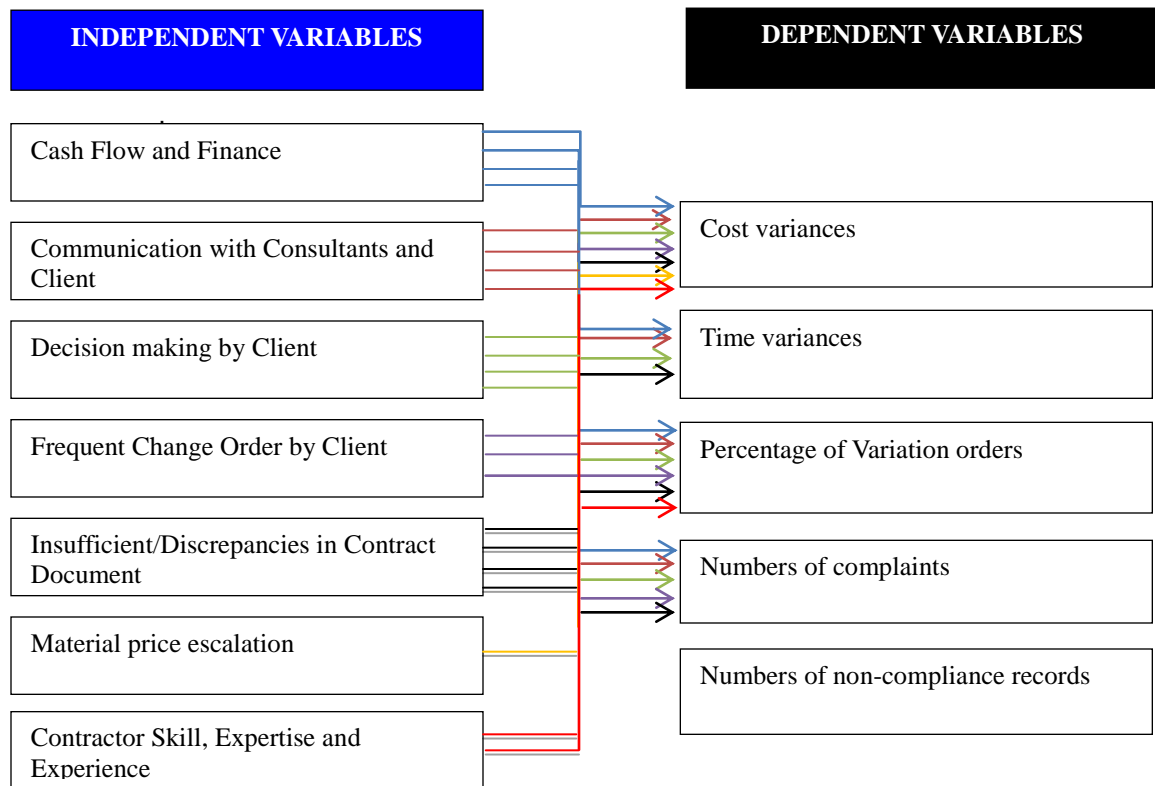 INDEPENDENT VARIABLES
DEPENDENT VARIABLES
Cash Flow and Finance
Communication with Consultants and
Client
Decision making by Client
Frequent Change Order by Client
Insufficient/Discrepancies in Contract
Document
Material price escalation
Contractor Skill, Expertise and
Experience
Cost variances
Time variances
Percentage of Variation orders
Numbers of complaints
Numbers of non-compliance records